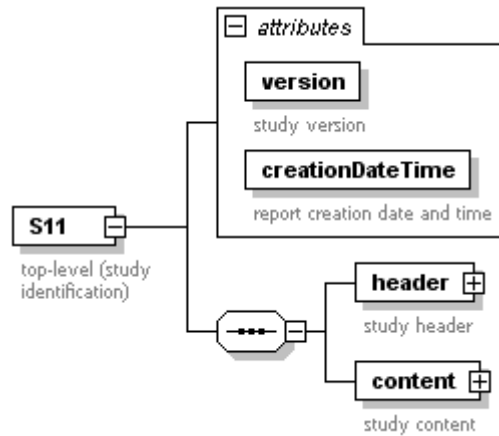 attributes
version
study version
creationDateTime
report creation date and time
S11
top-level (study
identification)
header
study header
content
study content